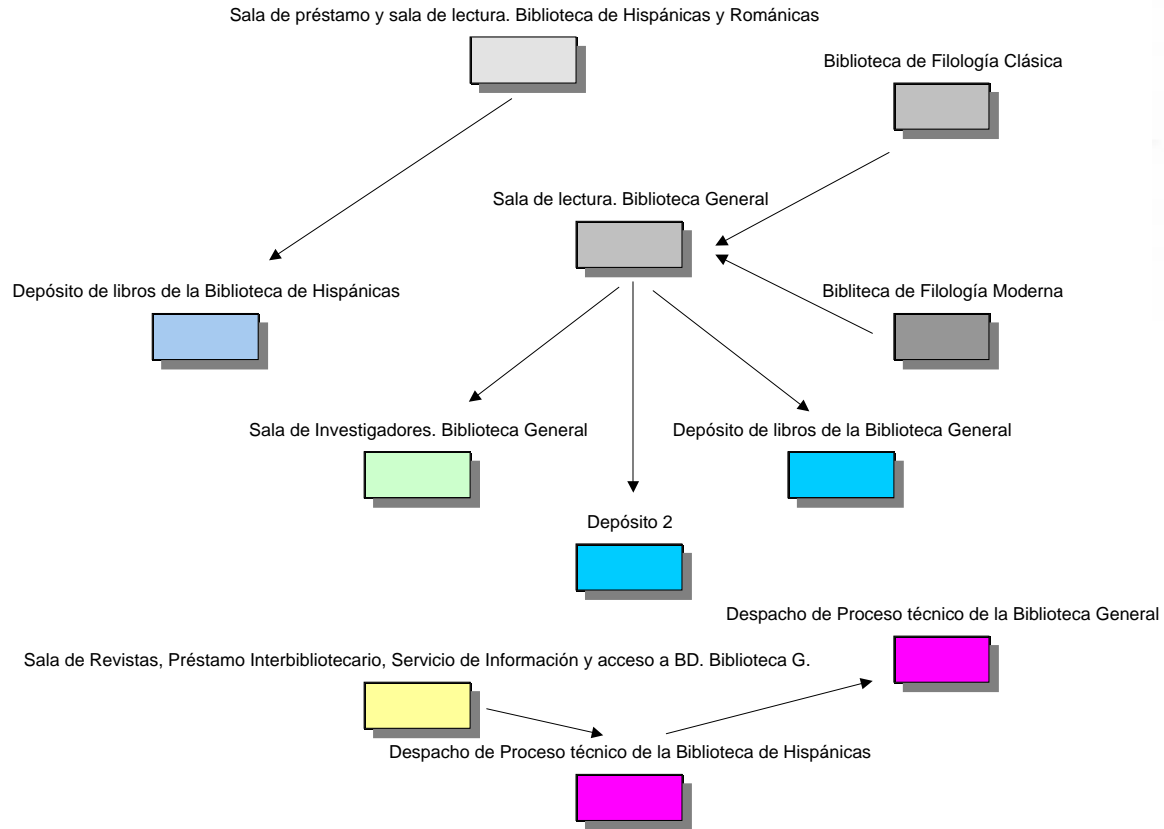 Sala de préstamo y sala de lectura. Biblioteca de Hispánicas y Románicas
Biblioteca de Filología Clásica
Sala de lectura. Biblioteca General
Depósito de libros de la Biblioteca de Hispánicas
Bibliteca de Filología Moderna
Sala de Investigadores. Biblioteca General
Depósito de libros de la Biblioteca General
Depósito 2
Despacho de Proceso técnico de la Biblioteca General
Sala de Revistas, Préstamo Interbibliotecario, Servicio de Información y acceso a BD. Biblioteca G.
Despacho de Proceso técnico de la Biblioteca de Hispánicas